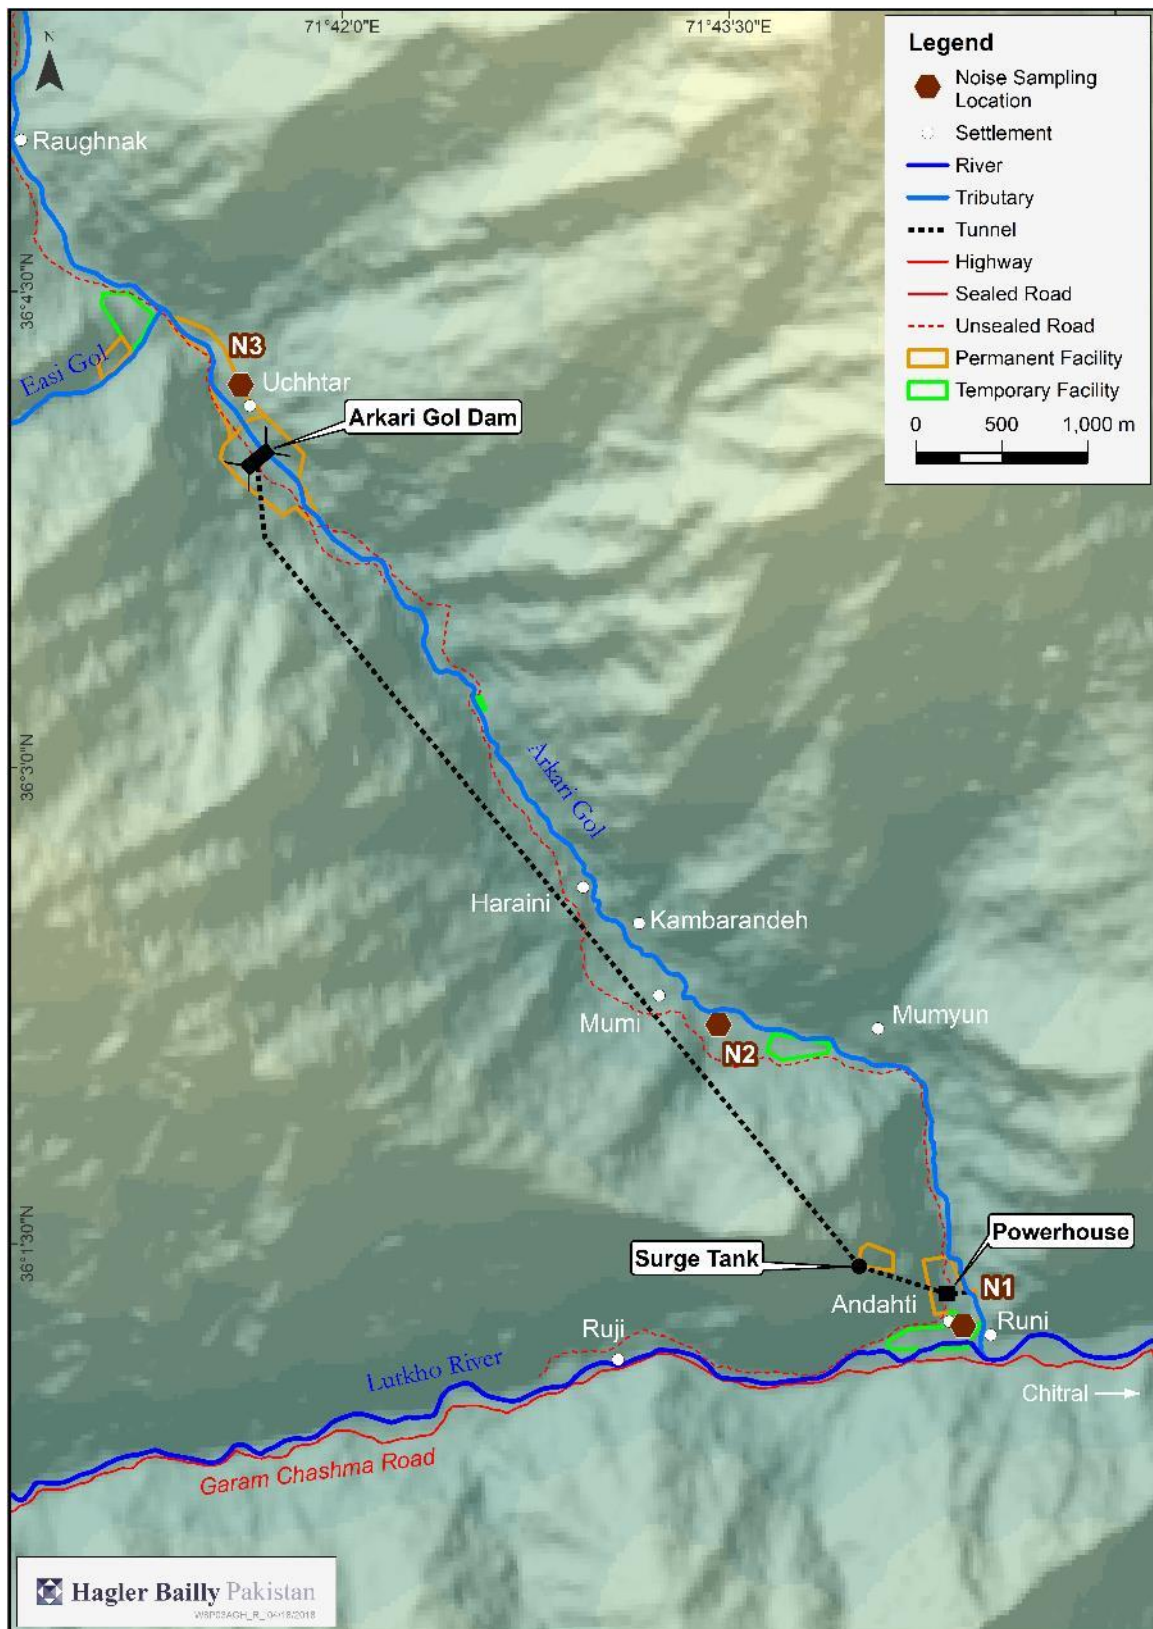 71°42'0"E
71°43'30"E
N
Legend
Noise Sampling
Location
Settlement
River
Tributary
Tunnel
Highway
Sealed Road
Unsealed Road
Permanent Facility
Temporary Facility
0 500 1,000 m
Raughnak
36°4'30"N
Easi Gol
N3
Uchhtar
Arkari Gol Dam
36°3'0"N
Arkari Gol
Haraini
Kambarandeh
Mumi
N2
Mumyun
36°1'30"N
Surge Tank
Powerhouse
N1
Andahti
Runi
Ruji
Lutkho River
Chitral
Garam Chashma Road
Hagler Bailly Pakistan